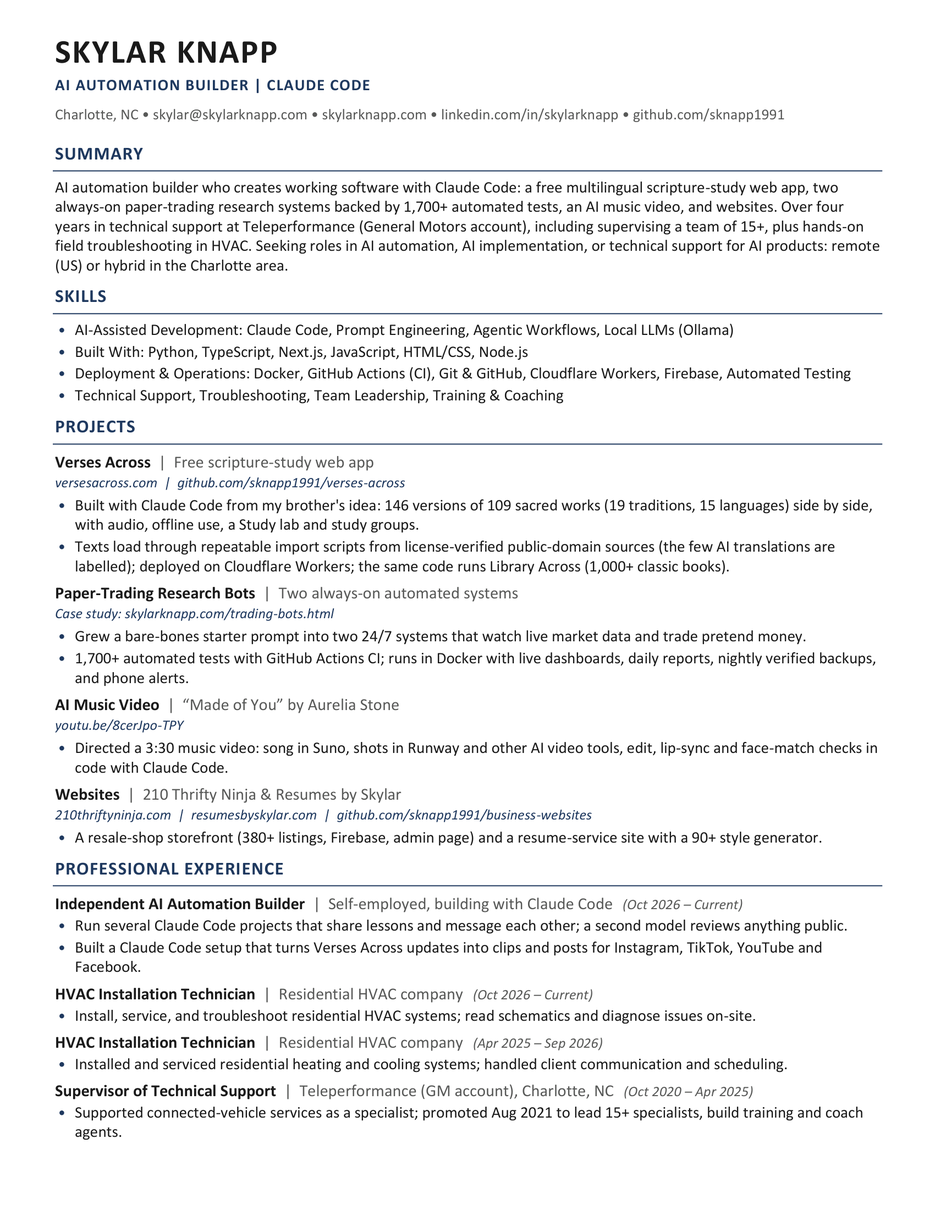 SKYLAR KNAPP
AI AUTOMATION BUILDER | CLAUDE CODE
Charlotte, NC • skylar@skylarknapp.com • skylarknapp.com • linkedin.com/in/skylarknapp • github.com/sknapp1991
SUMMARY
AI automation builder who creates working software with Claude Code: a free multilingual scripture-study web app, two
always-on paper-trading research systems backed by 1,700+ automated tests, an AI music video, and websites. Over four
years in technical support at Teleperformance (General Motors account), including supervising a team of 15+, plus hands-on
field troubleshooting in HVAC. Seeking roles in AI automation, AI implementation, or technical support for AI products: remote
(US) or hybrid in the Charlotte area.
SKILLS
• AI-Assisted Development: Claude Code, Prompt Engineering, Agentic Workflows, Local LLMs (Ollama)
• Built With: Python, TypeScript, Next.js, JavaScript, HTML/CSS, Node.js
• Deployment & Operations: Docker, GitHub Actions (CI), Git & GitHub, Cloudflare Workers, Firebase, Automated Testing
• Technical Support, Troubleshooting, Team Leadership, Training & Coaching
PROJECTS
Verses Across | Free scripture-study web app
versesacross.com | github.com/sknapp1991/verses-across
• Built with Claude Code from my brother's idea: 146 versions of 109 sacred works (19 traditions, 15 languages) side by side,
with audio, offline use, a Study lab and study groups.
• Texts load through repeatable import scripts from license-verified public-domain sources (the few AI translations are
labelled); deployed on Cloudflare Workers; the same code runs Library Across (1,000+ classic books).
Paper-Trading Research Bots | Two always-on automated systems
Case study: skylarknapp.com/trading-bots.html
• Grew a bare-bones starter prompt into two 24/7 systems that watch live market data and trade pretend money.
• 1,700+ automated tests with GitHub Actions CI; runs in Docker with live dashboards, daily reports, nightly verified backups,
and phone alerts.
AI Music Video | “Made of You” by Aurelia Stone
youtu.be/8cerJpo-TPY
• Directed a 3:30 music video: song in Suno, shots in Runway and other AI video tools, edit, lip-sync and face-match checks in
code with Claude Code.
Websites | 210 Thrifty Ninja & Resumes by Skylar
210thriftyninja.com | resumesbyskylar.com | github.com/sknapp1991/business-websites
• A resale-shop storefront (380+ listings, Firebase, admin page) and a resume-service site with a 90+ style generator.
PROFESSIONAL EXPERIENCE
Independent AI Automation Builder | Self-employed, building with Claude Code (Oct 2026 – Current)
• Run several Claude Code projects that share lessons and message each other; a second model reviews anything public.
• Built a Claude Code setup that turns Verses Across updates into clips and posts for Instagram, TikTok, YouTube and
Facebook.
HVAC Installation Technician | Residential HVAC company (Oct 2026 – Current)
• Install, service, and troubleshoot residential HVAC systems; read schematics and diagnose issues on-site.
HVAC Installation Technician | Residential HVAC company (Apr 2025 – Sep 2026)
• Installed and serviced residential heating and cooling systems; handled client communication and scheduling.
Supervisor of Technical Support | Teleperformance (GM account), Charlotte, NC (Oct 2020 – Apr 2025)
• Supported connected-vehicle services as a specialist; promoted Aug 2021 to lead 15+ specialists, build training and coach
agents.